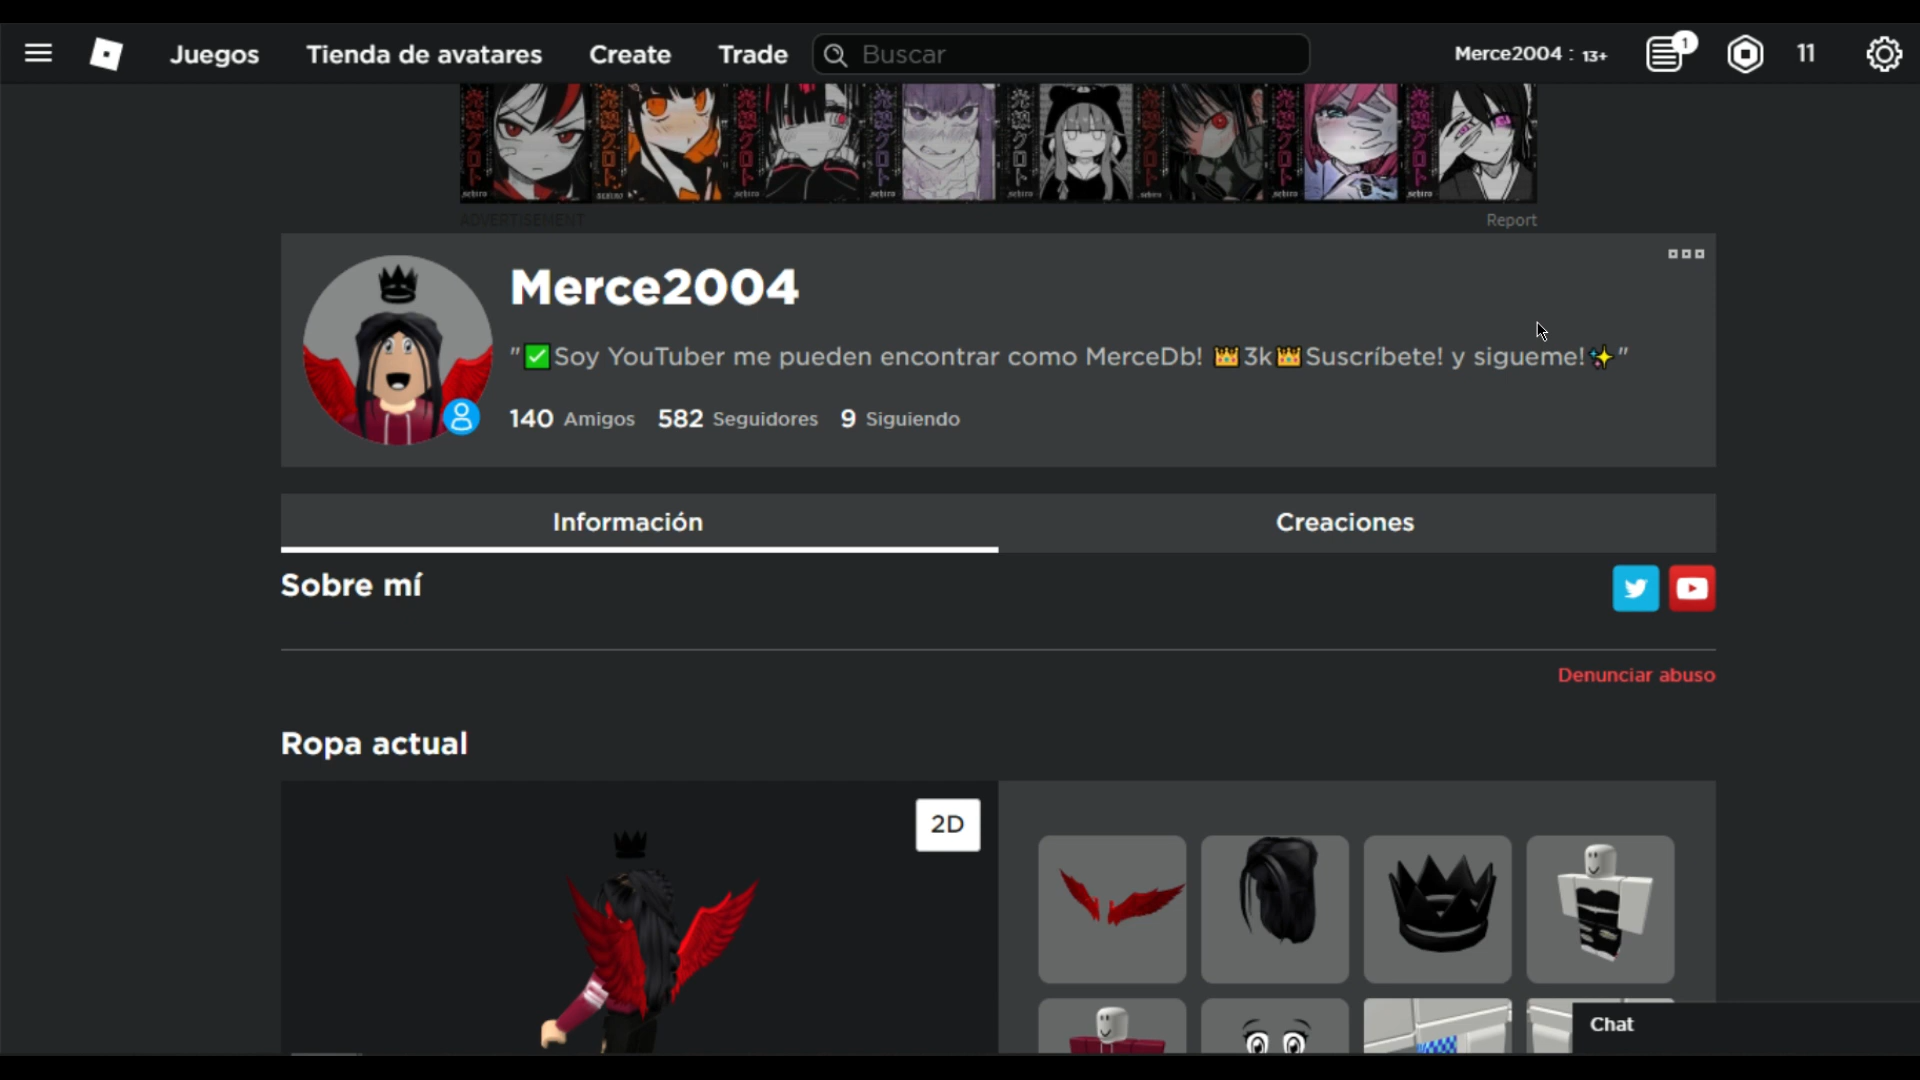 Juegos Tienda de avatares Create Trade Buscar Merce2004 : 13+ 1 11
ADVERTISEMENT Report
Merce2004
"✅Soy YouTuber me pueden encontrar como MerceDb! 👑3k👑Suscríbete! y sigueme!✨"
140 Amigos 582 Seguidores 9 Siguiendo
Información Creaciones
Sobre mí
Denunciar abuso
Ropa actual
2D
Chat